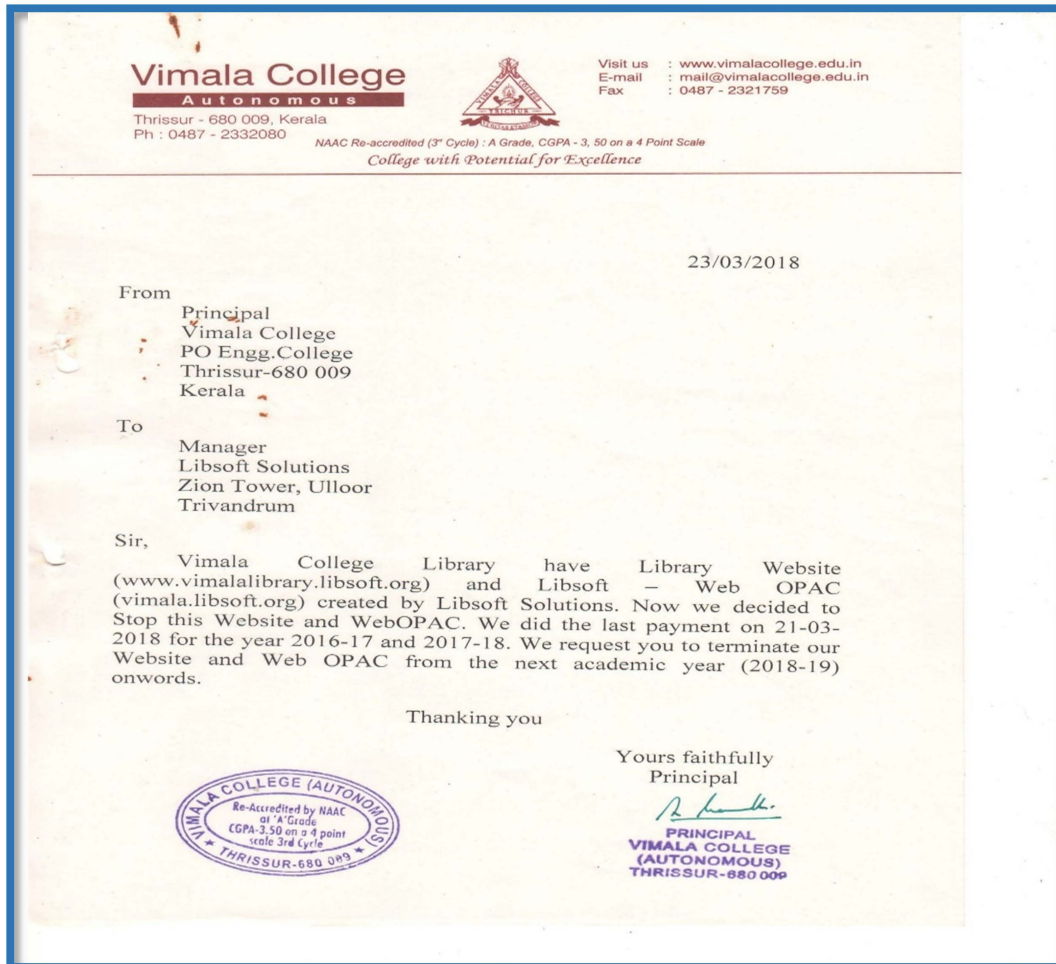 Vimala College
Autonomous
Thrissur - 680 009, Kerala
Ph : 0487 - 2332080
VIMALA COLLEGE
TRICHUR
Visit us : www.vimalacollege.edu.in
E-mail : mail@vimalacollege.edu.in
Fax : 0487 - 2321759
NAAC Re-accredited (3rd Cycle) : A Grade, CGPA - 3, 50 on a 4 Point Scale
College with Potential for Excellence
23/03/2018
From
Principal
Vimala College
PO Engg.College
Thrissur-680 009
Kerala
To
Manager
Libsoft Solutions
Zion Tower, Ulloor
Trivandrum
Sir,
Vimala College Library have Library Website
(www.vimalalibrary.libsoft.org) and Libsoft – Web OPAC
(vimala.libsoft.org) created by Libsoft Solutions. Now we decided to
Stop this Website and WebOPAC. We did the last payment on 21-03-
2018 for the year 2016-17 and 2017-18. We request you to terminate our
Website and Web OPAC from the next academic year (2018-19)
onwords.
Thanking you
Yours faithfully
Principal
VIMALA COLLEGE (AUTONOMOUS)
Re-Accredited by NAAC
at 'A' Grade
CGPA-3.50 on a 4 point
scale 3rd Cycle
THRISSUR-680 009
PRINCIPAL
VIMALA COLLEGE
(AUTONOMOUS)
THRISSUR-680 009